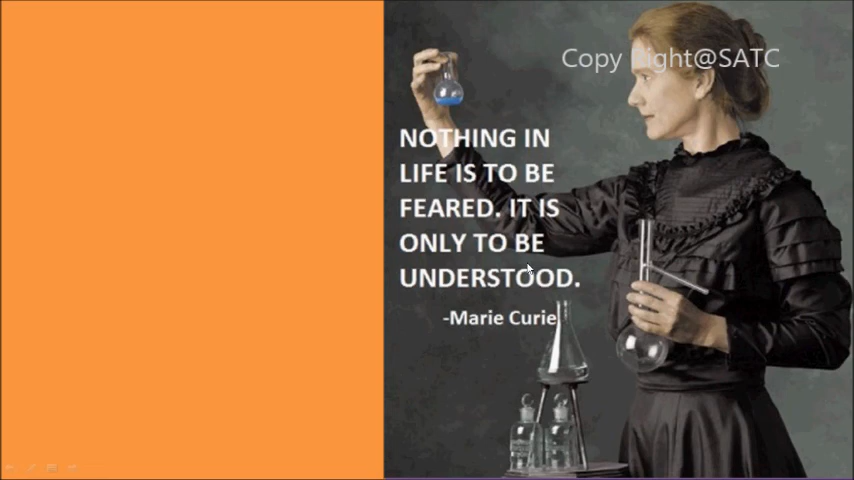 Copy Right@SATC
NOTHING IN
LIFE IS TO BE
FEARED. IT IS
ONLY TO BE
UNDERSTOOD.
-Marie Curie